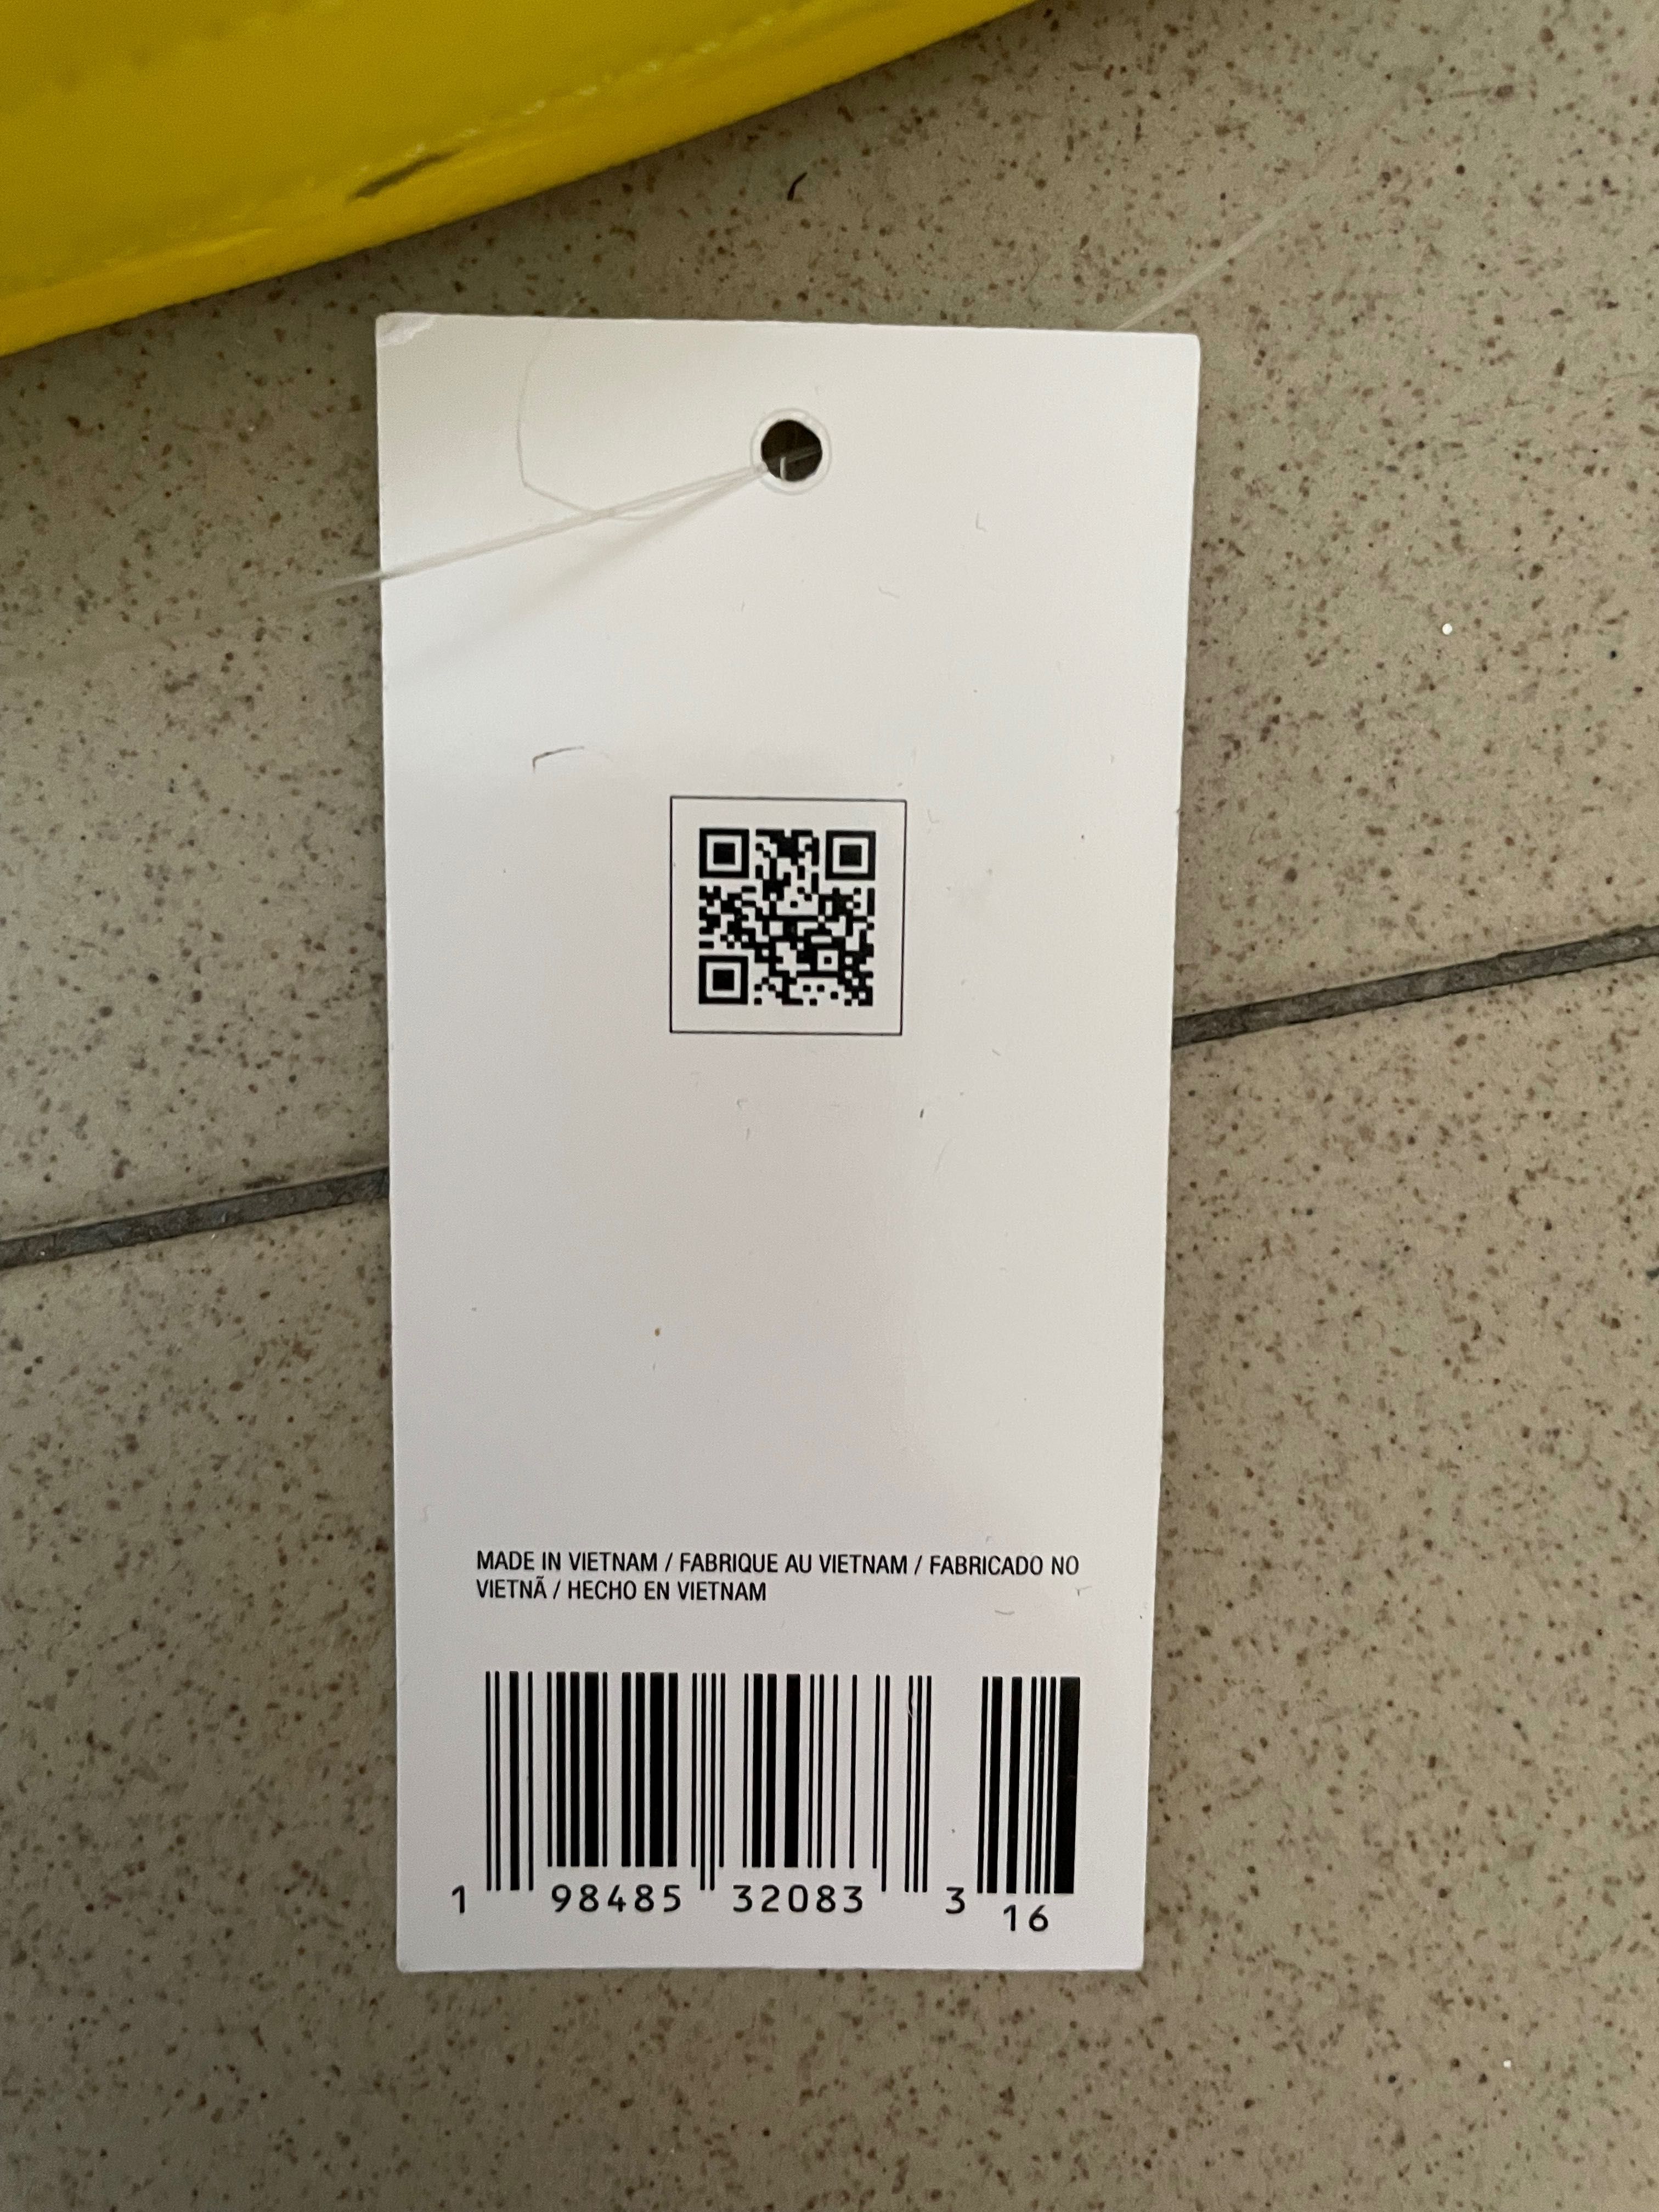 MADE IN VIETNAM / FABRIQUE AU VIETNAM / FABRICADO NO
VIETNÃ / HECHO EN VIETNAM
1 98485 32083 3 16